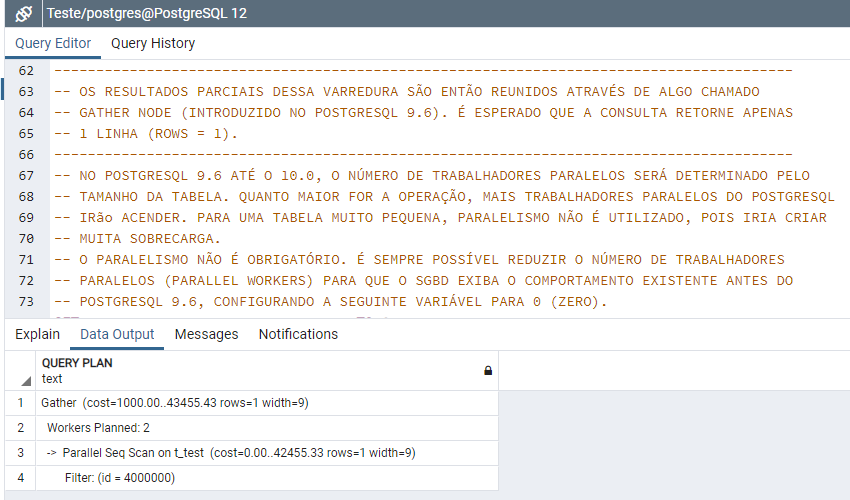 Teste/postgres@PostgreSQL 12
Query Editor Query History
62 --------------------------------------------------------------------------------------------
63 -- OS RESULTADOS PARCIAIS DESSA VARREDURA SÃO ENTÃO REUNIDOS ATRAVÉS DE ALGO CHAMADO
64 -- GATHER NODE (INTRODUZIDO NO POSTGRESQL 9.6). É ESPERADO QUE A CONSULTA RETORNE APENAS
65 -- 1 LINHA (ROWS = 1).
66 --------------------------------------------------------------------------------------------
67 -- NO POSTGRESQL 9.6 ATÉ O 10.0, O NÚMERO DE TRABALHADORES PARALELOS SERÁ DETERMINADO PELO
68 -- TAMANHO DA TABELA. QUANTO MAIOR FOR A OPERAÇÃO, MAIS TRABALHADORES PARALELOS DO POSTGRESQL
69 -- IRão ACENDER. PARA UMA TABELA MUITO PEQUENA, PARALELISMO NÃO É UTILIZADO, POIS IRIA CRIAR
70 -- MUITA SOBRECARGA.
71 -- O PARALELISMO NÃO É OBRIGATÓRIO. É SEMPRE POSSÍVEL REDUZIR O NÚMERO DE TRABALHADORES
72 -- PARALELOS (PARALLEL WORKERS) PARA QUE O SGBD EXIBA O COMPORTAMENTO EXISTENTE ANTES DO
73 -- POSTGRESQL 9.6, CONFIGURANDO A SEGUINTE VARIÁVEL PARA 0 (ZERO).
Explain Data Output Messages Notifications
QUERY PLAN
text
1 Gather (cost=1000.00..43455.43 rows=1 width=9)
2 Workers Planned: 2
3 -> Parallel Seq Scan on t_test (cost=0.00..42455.33 rows=1 width=9)
4 Filter: (id = 4000000)